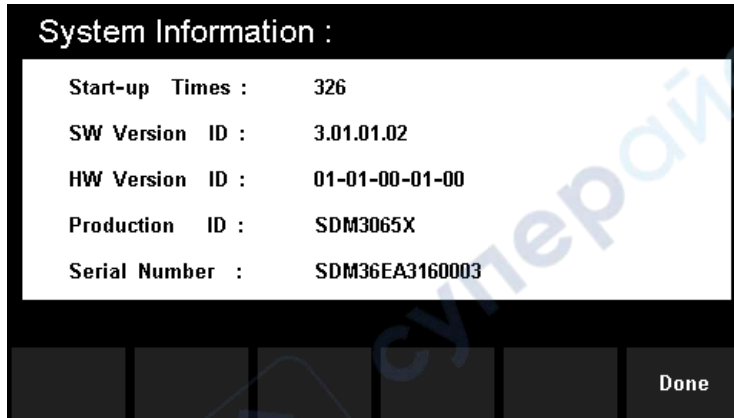 System Information :
Start-up Times : 326
SW Version ID : 3.01.01.02
HW Version ID : 01-01-00-01-00
Production ID : SDM3065X
Serial Number : SDM36EA3160003
Done
суперайс